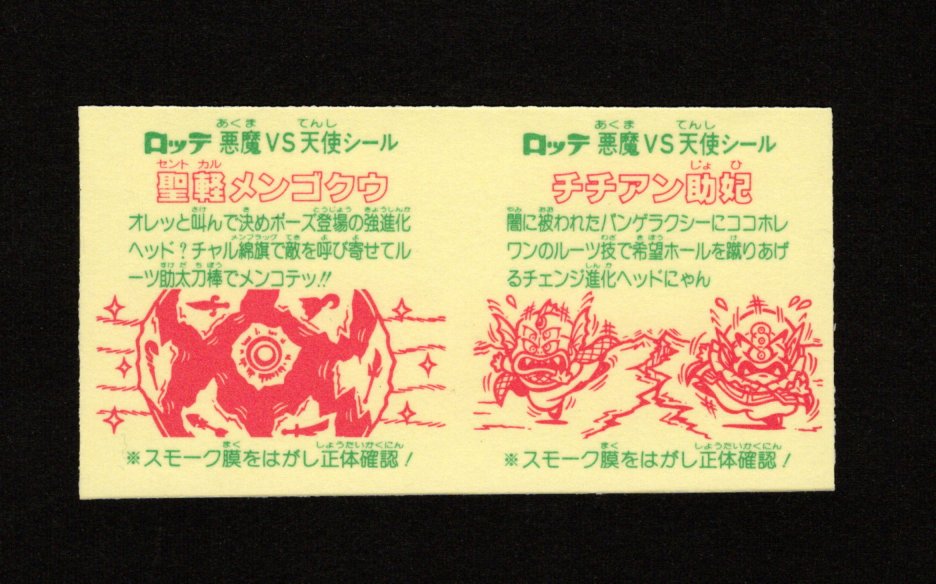 ロッテ 悪魔VS天使シール
聖軽メンゴクウ
オレッと叫んで決めポーズ登場の強進化
ヘッド?チャル綿旗で敵を呼び寄せてル
ーツ助太刀棒でメンコテッ!!
※スモーク膜をはがし正体確認!
ロッテ 悪魔VS天使シール
チチアン助妃
闇に被われたパンゲラクシーにココホレ
ワンのルーツ技で希望ホールを蹴りあげ
るチェンジ進化ヘッドにゃん
※スモーク膜をはがし正体確認!